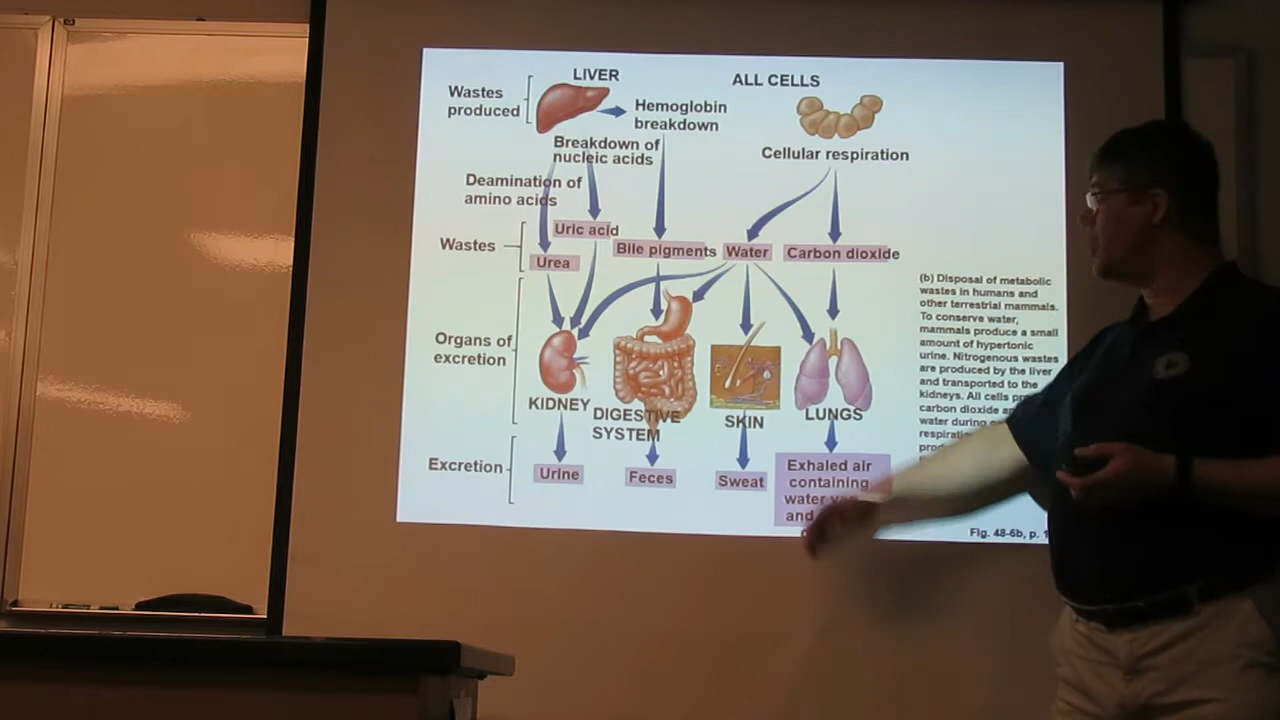 LIVER
ALL CELLS
Wastes
produced
Hemoglobin
breakdown
Breakdown of
nucleic acids
Cellular respiration
Deamination of
amino acids
Uric acid
Wastes
Urea
Bile pigments
Water
Carbon dioxide
Organs of
excretion
KIDNEY
DIGESTIVE
SYSTEM
SKIN
LUNGS
Excretion
Urine
Feces
Sweat
Exhaled air
containing
water
and
(b) Disposal of metabolic
wastes in humans and
other terrestrial mammals.
To conserve water,
mammals produce a small
amount of hypertonic
urine. Nitrogenous wastes
are produced by the liver
and transported to the
kidneys. All cells
carbon dioxide
water during
Fig. 48-6b, p.